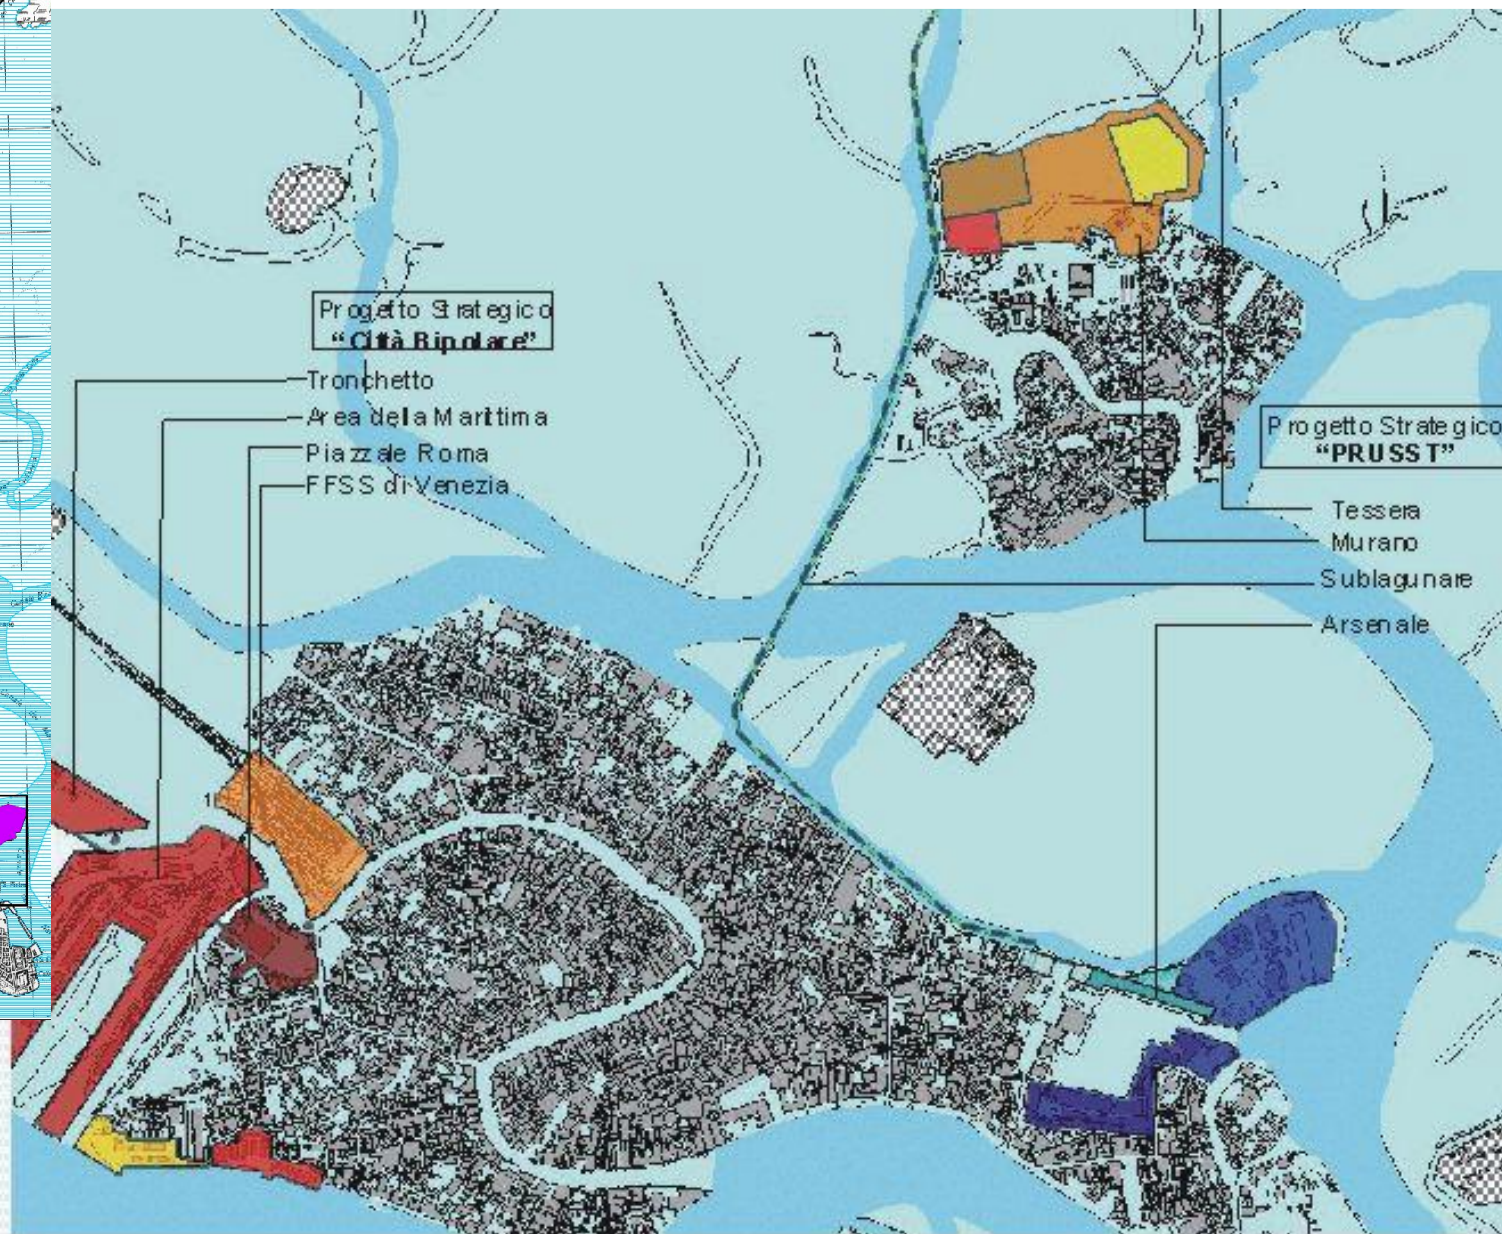 Progetto Strategico
“Città Bipolare”
Tronchetto
Area della Marittima
Piazzale Roma
FFSS di Venezia
Progetto Strategico
“PRUSST”
Tessera
Murano
Sublagunare
Arsenale